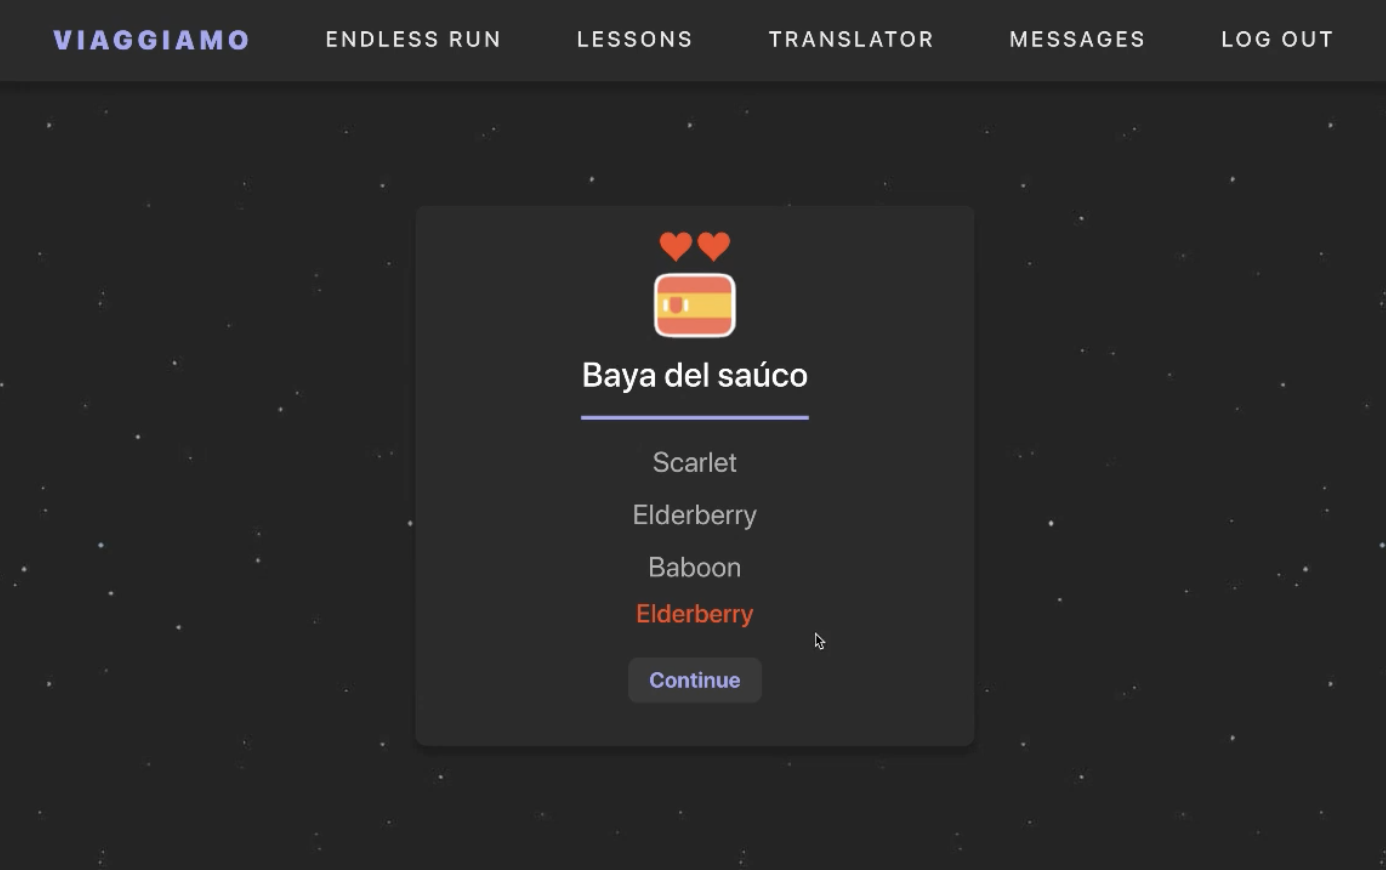 VIAGGIAMO ENDLESS RUN LESSONS TRANSLATOR MESSAGES LOG OUT
Baya del saúco
Scarlet
Elderberry
Baboon
Elderberry
Continue